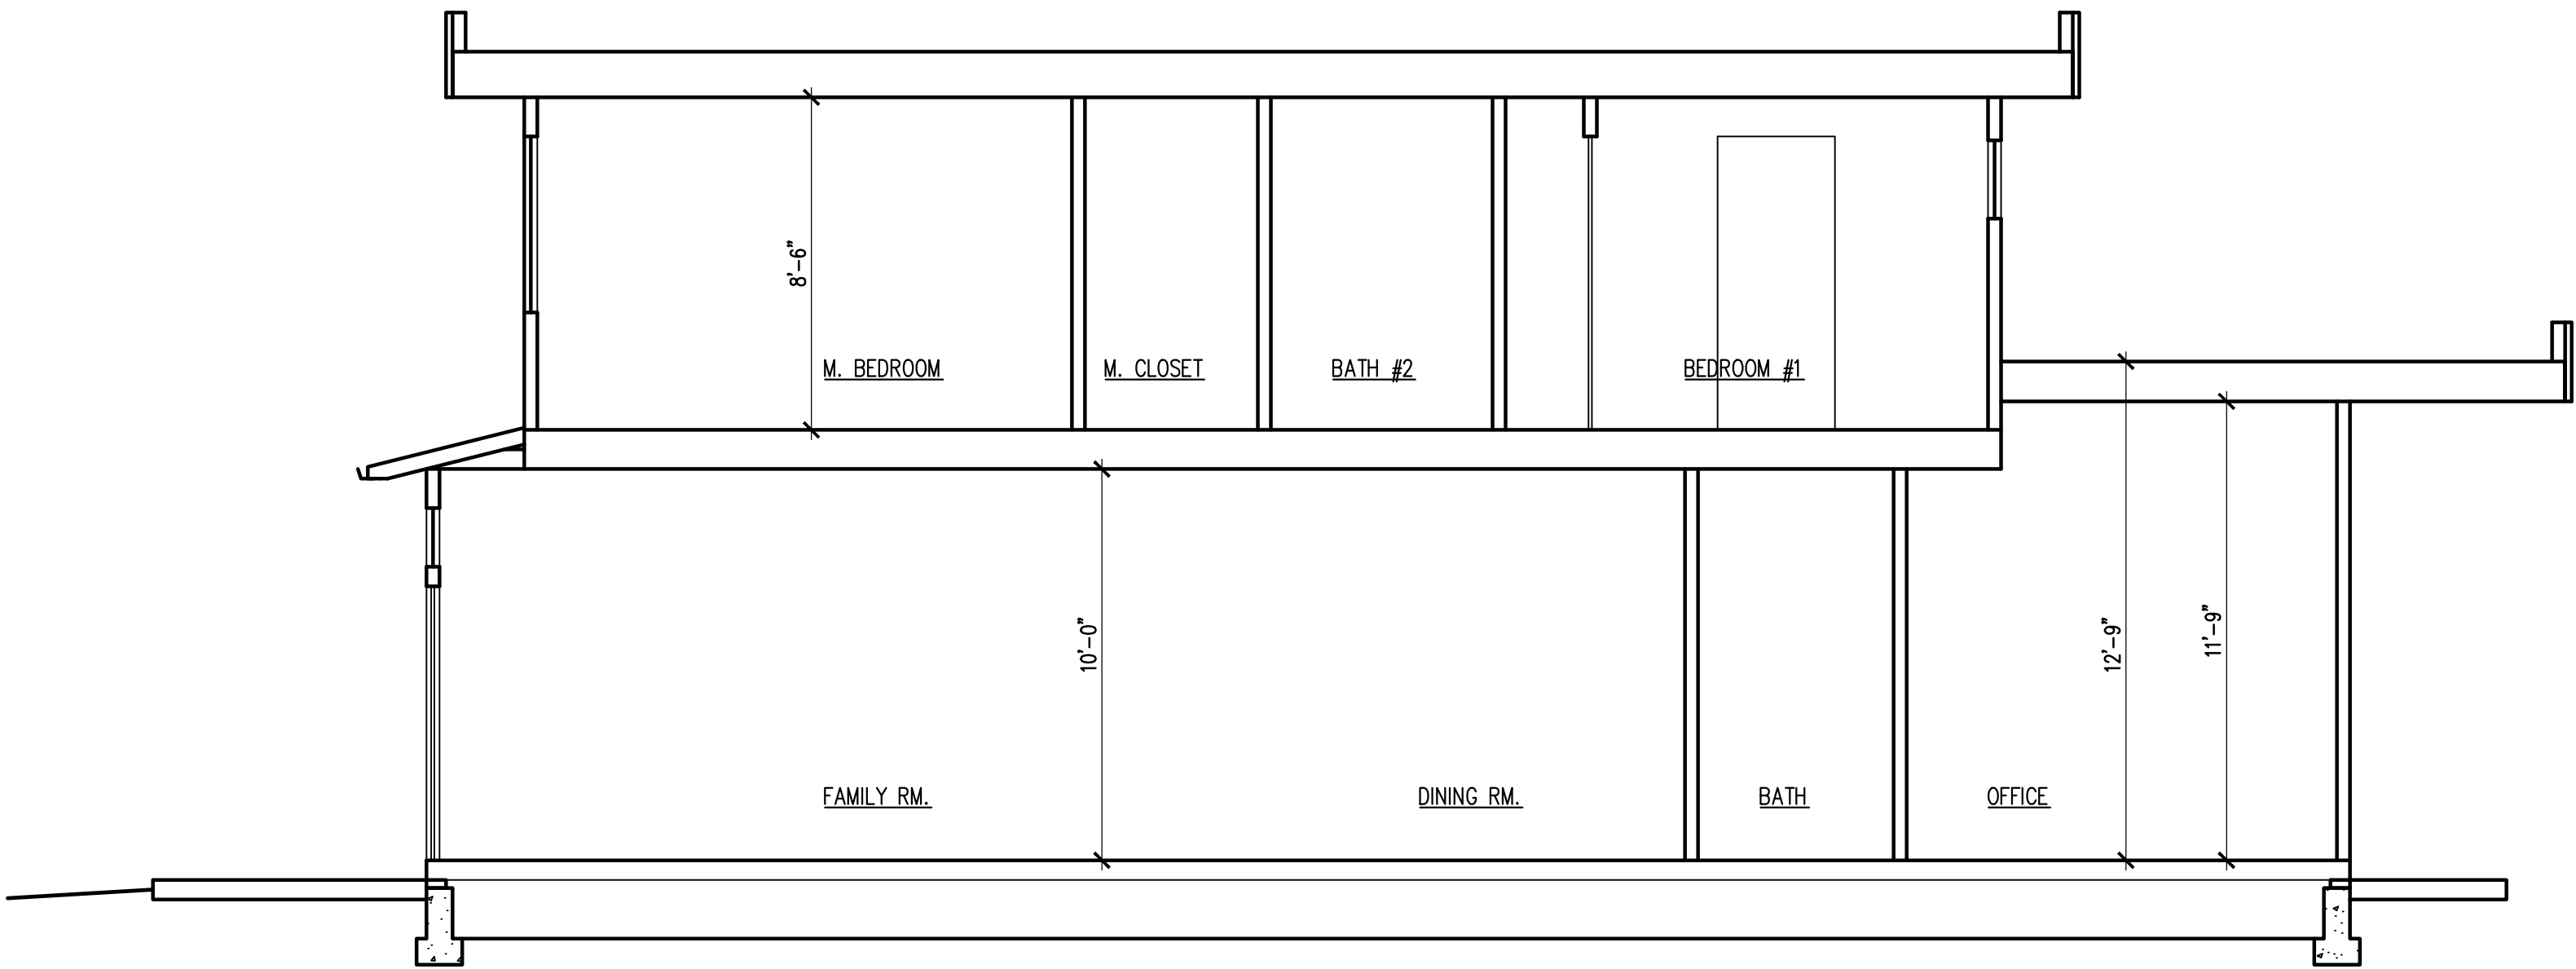 8'-6"
M. BEDROOM
M. CLOSET
BATH #2
BEDROOM #1
10'-0"
12'-9"
11'-9"
FAMILY RM.
DINING RM.
BATH
OFFICE